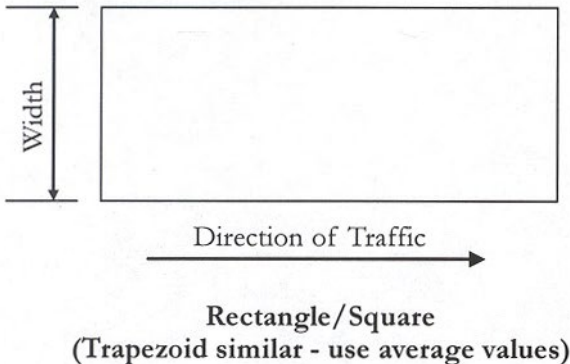 Width
Direction of Traffic
Rectangle/Square
(Trapezoid similar - use average values)